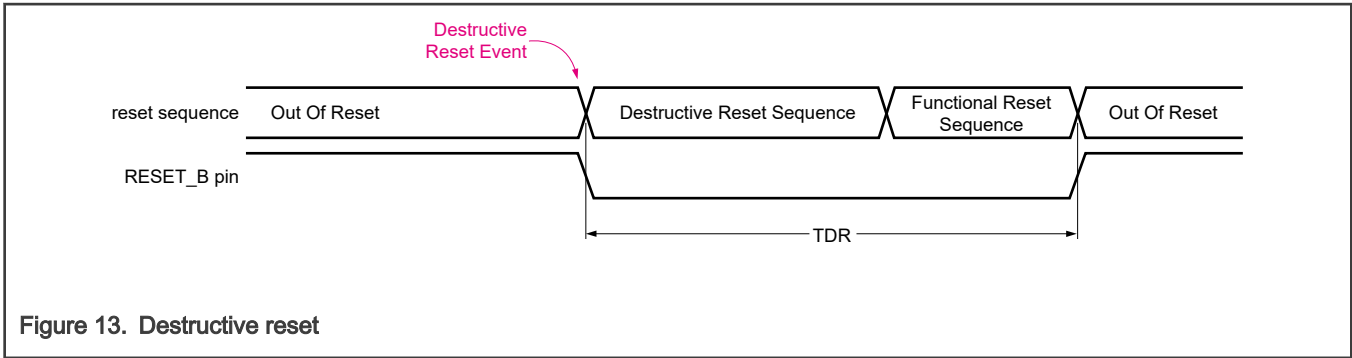 Destructive
Reset Event
reset sequence
Out Of Reset
Destructive Reset Sequence
Functional Reset
Sequence
Out Of Reset
RESET_B pin
TDR
Figure 13. Destructive reset